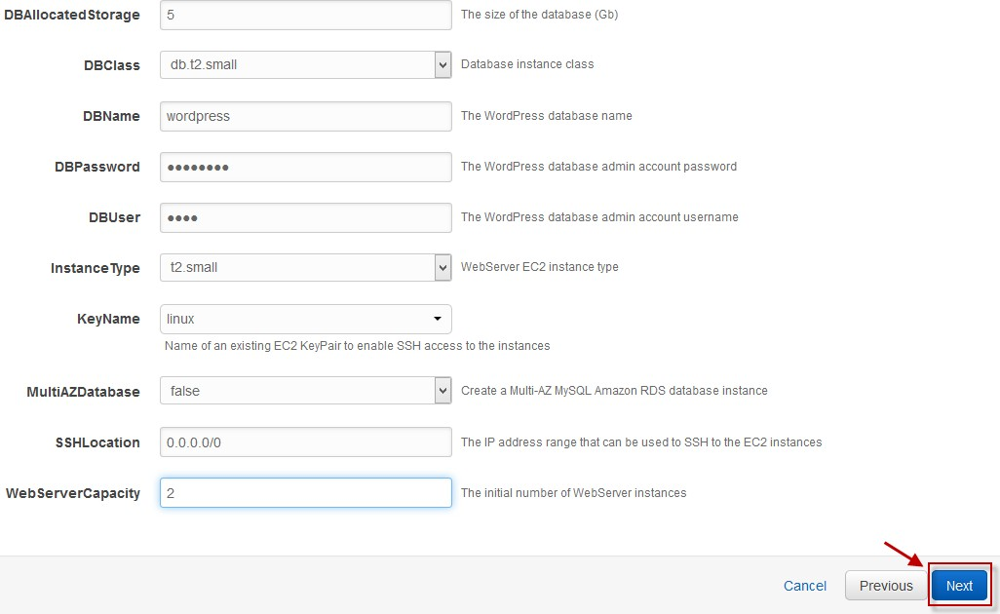 DBAllocatedStorage 5 The size of the database (Gb)
DBClass db.t2.small Database instance class
DBName wordpress The WordPress database name
DBPassword ●●●●●●●● The WordPress database admin account password
DBUser ●●●● The WordPress database admin account username
InstanceType t2.small WebServer EC2 instance type
KeyName linux
Name of an existing EC2 KeyPair to enable SSH access to the instances
MultiAZDatabase false Create a Multi-AZ MySQL Amazon RDS database instance
SSHLocation 0.0.0.0/0 The IP address range that can be used to SSH to the EC2 instances
WebServerCapacity 2 The initial number of WebServer instances
Cancel Previous Next